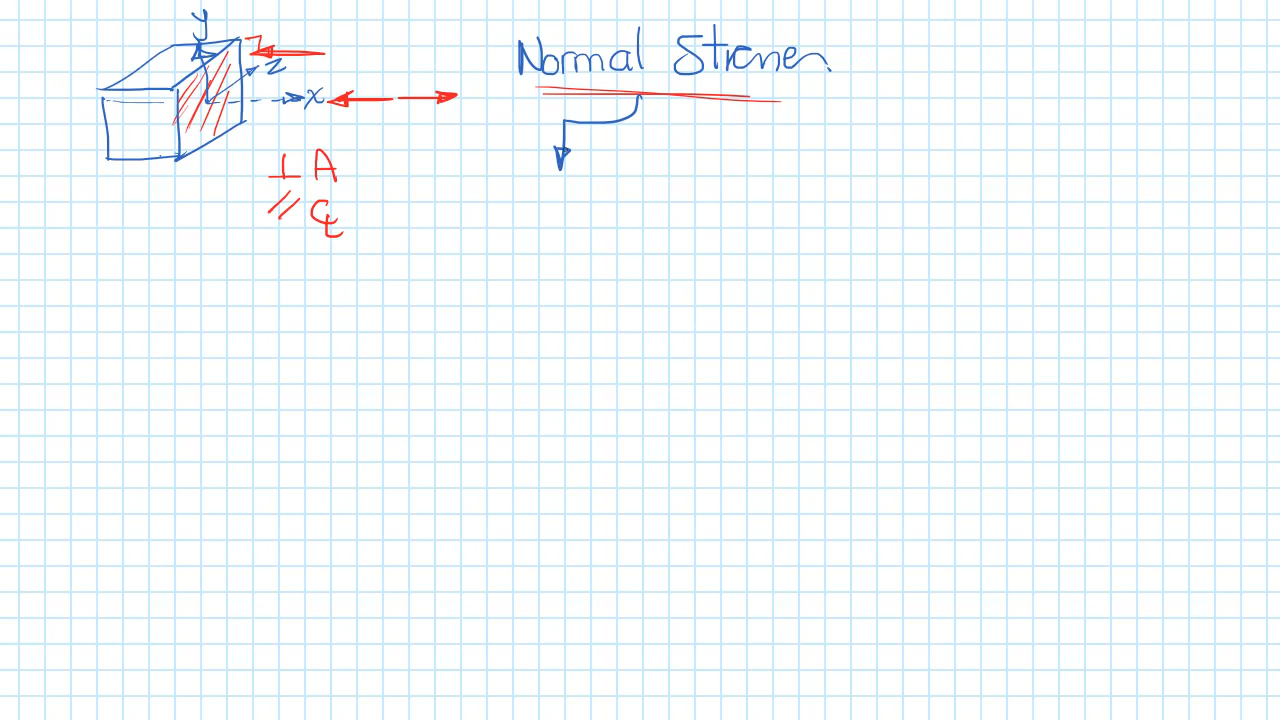 y
z
x
Normal Stresses.
⊥ A
// ℄